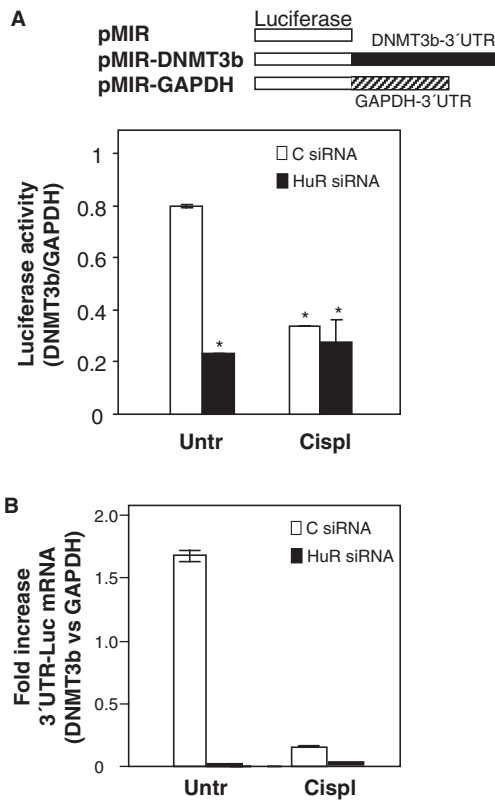 A
Luciferase
pMIR
DNMT3b-3´UTR
pMIR-DNMT3b
pMIR-GAPDH
GAPDH-3´UTR
Luciferase activity
(DNMT3b/GAPDH)
1
0.8
0.6
0.4
0.2
0
C siRNA
HuR siRNA
*
*
*
Untr
Cispl
B
Fold increase
3´UTR-Luc mRNA
(DNMT3b vs GAPDH)
2.0
1.5
1.0
0.5
0
C siRNA
HuR siRNA
Untr
Cispl